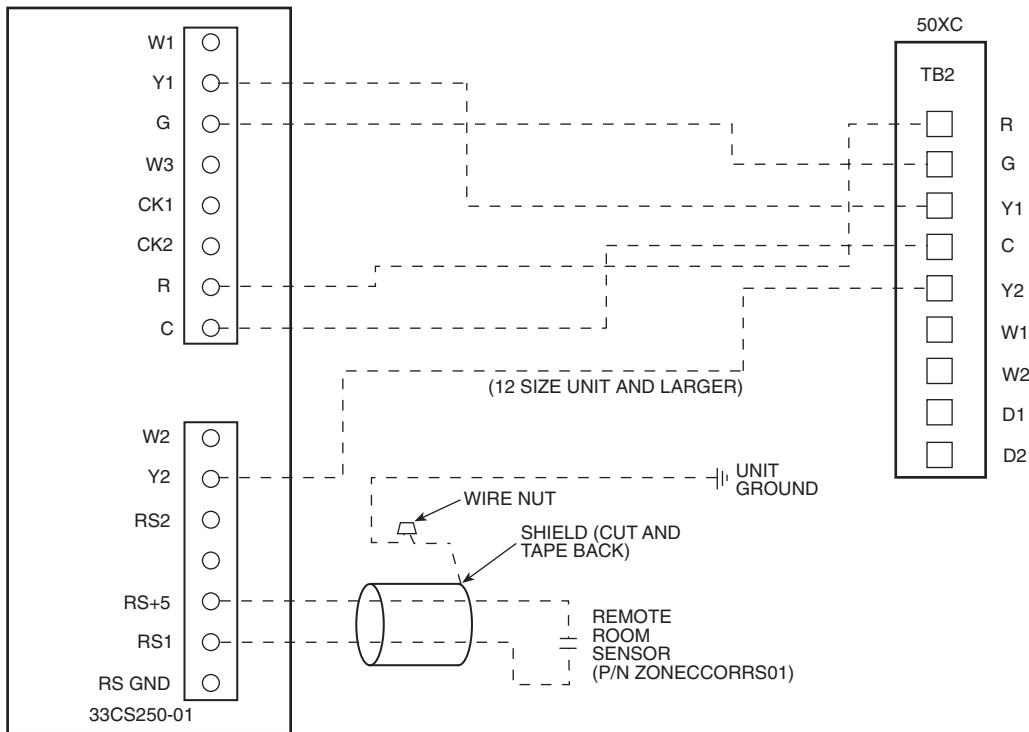 W1
Y1
G
W3
CK1
CK2
R
C
W2
Y2
RS2
RS+5
RS1
RS GND
33CS250-01
50XC
TB2
R
G
Y1
C
Y2
W1
W2
D1
D2
(12 SIZE UNIT AND LARGER)
UNIT
GROUND
WIRE NUT
SHIELD (CUT AND
TAPE BACK)
REMOTE
ROOM
SENSOR
(P/N ZONECCORRS01)